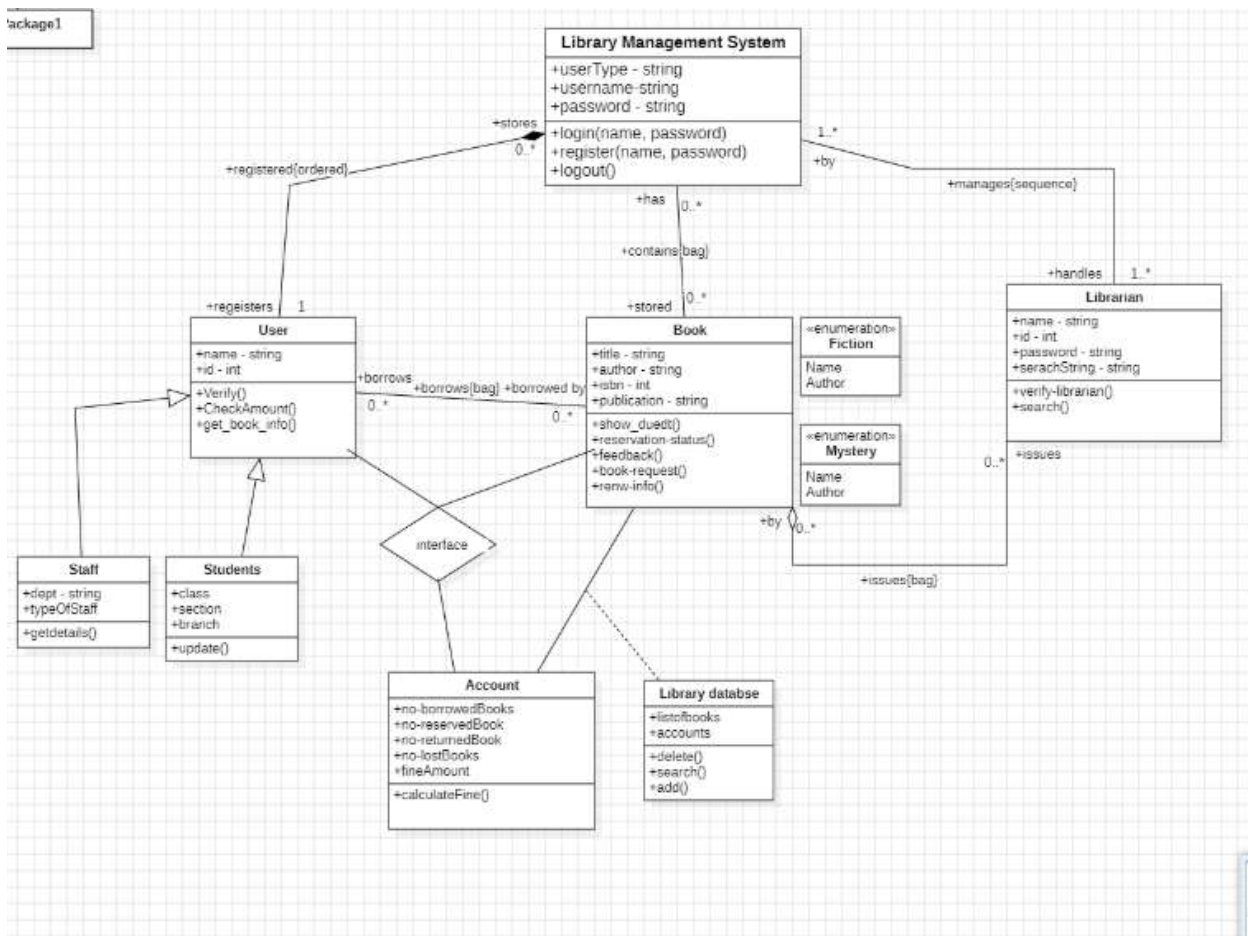 Package1
Library Management System
+userType - string
+username-string
+password - string
+login(name, password)
+register(name, password)
+logout()
+stores
0..*
+registered{ordered}
+regeisters
1
1..*
+by
+manages{sequence}
+handles
1..*
+has
0..*
+contains{bag}
+stored
0..*
User
+name - string
+id - int
+Verify()
+CheckAmount()
+get_book_info()
+borrows
+borrows{bag}
+borrowed by
0..*
0..*
Book
+title - string
+author - string
+isbn - int
+publication - string
+show_duedt()
+reservation-status()
+feedback()
+book-request()
+renw-info()
«enumeration»
Fiction
Name
Author
«enumeration»
Mystery
Name
Author
Librarian
+name - string
+id - int
+password - string
+serachString - string
+verify-librarian()
+search()
0..*
+issues
+by
0..*
+issues{bag}
interface
Staff
+dept - string
+typeOfStaff
+getdetails()
Students
+class
+section
+branch
+update()
Account
+no-borrowedBooks
+no-reservedBook
+no-returnedBook
+no-lostBooks
+fineAmount
+calculateFine()
Library databse
+listofbooks
+accounts
+delete()
+search()
+add()